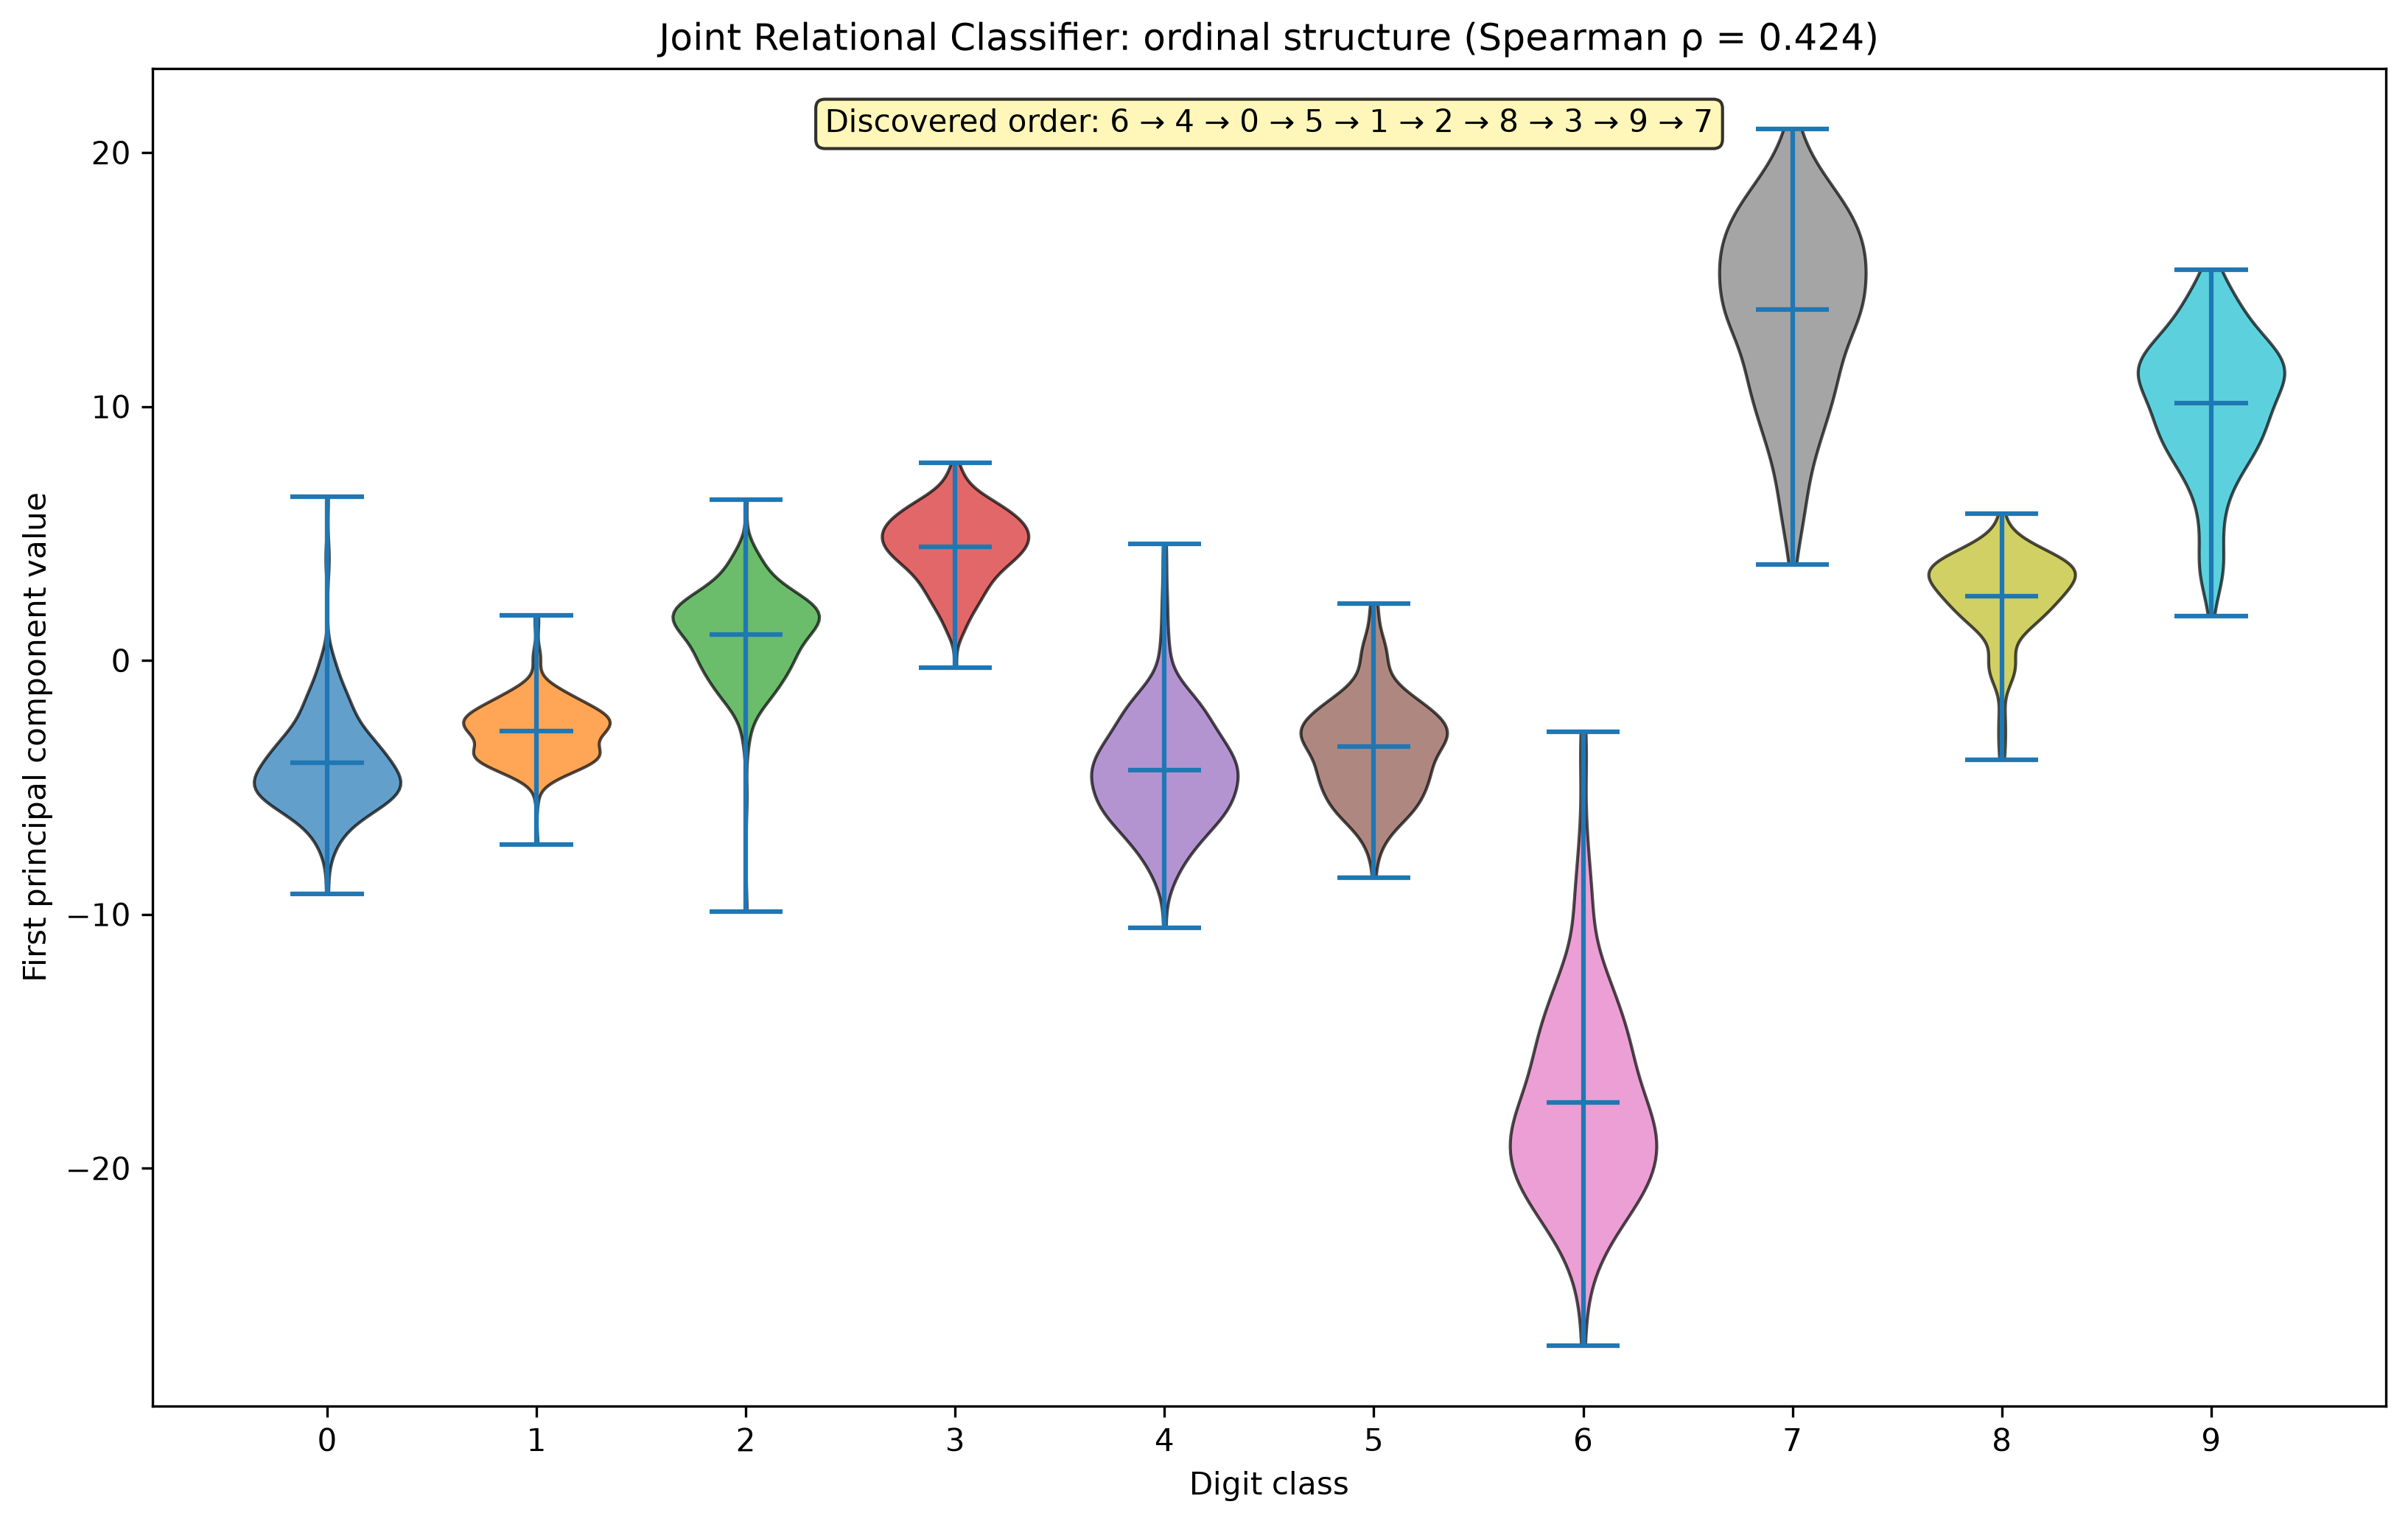 Joint Relational Classifier: ordinal structure (Spearman ρ = 0.424)
Discovered order: 6 → 4 → 0 → 5 → 1 → 2 → 8 → 3 → 9 → 7
First principal component value
20
10
0
−10
−20
0 1 2 3 4 5 6 7 8 9
Digit class